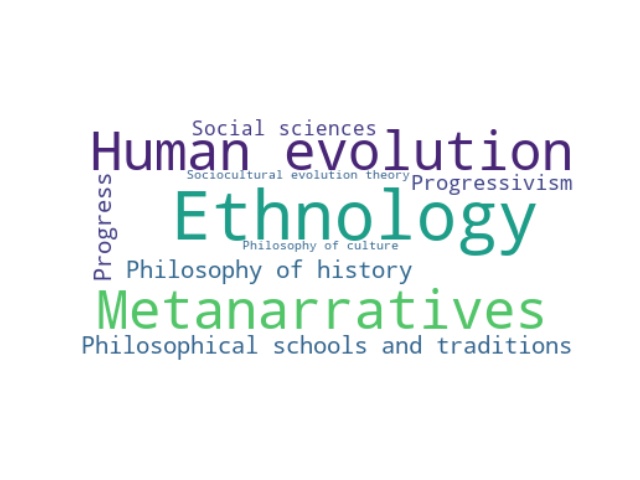 Social sciences
Human evolution
Sociocultural evolution theory
Progressivism
Progress
Ethnology
Philosophy of culture
Philosophy of history
Metanarratives
Philosophical schools and traditions